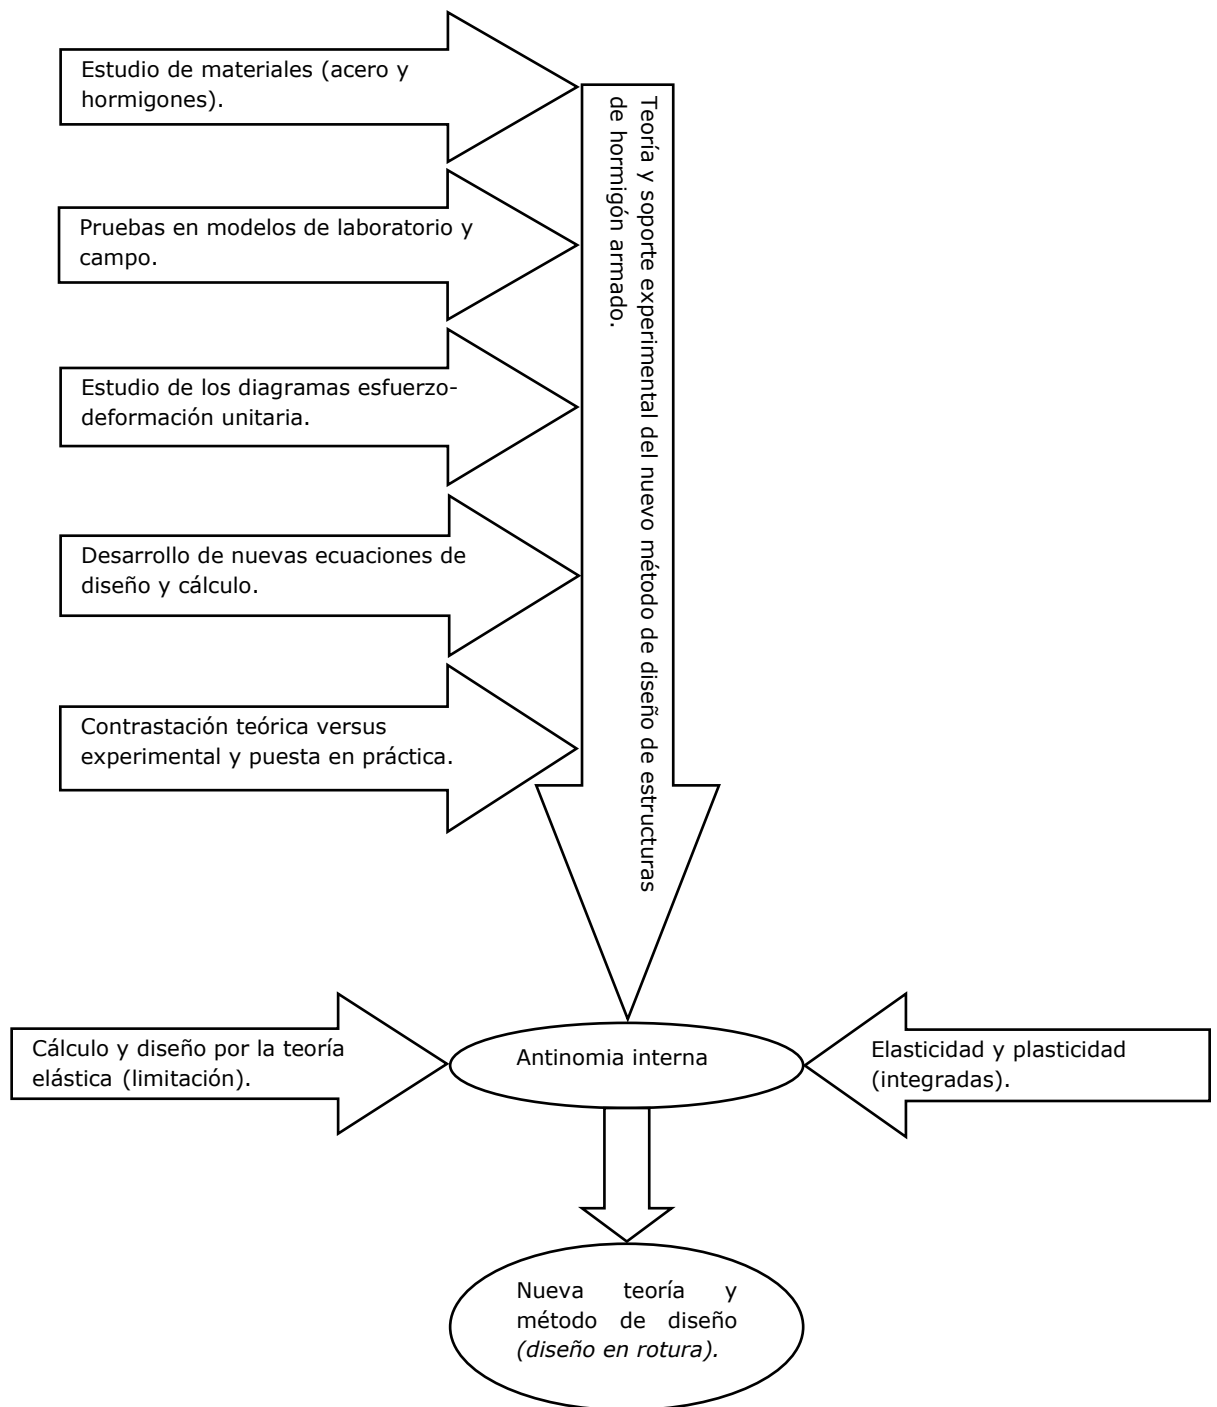 Estudio de materiales (acero y
hormigones).
Pruebas en modelos de laboratorio y
campo.
Estudio de los diagramas esfuerzo-
deformación unitaria.
Desarrollo de nuevas ecuaciones de
diseño y cálculo.
Contrastación teórica versus
experimental y puesta en práctica.
Teoría y soporte experimental del nuevo método de diseño de estructuras
de hormigón armado.
Cálculo y diseño por la teoría
elástica (limitación).
Antinomia interna
Elasticidad y plasticidad
(integradas).
Nueva teoría y
método de diseño
(diseño en rotura).